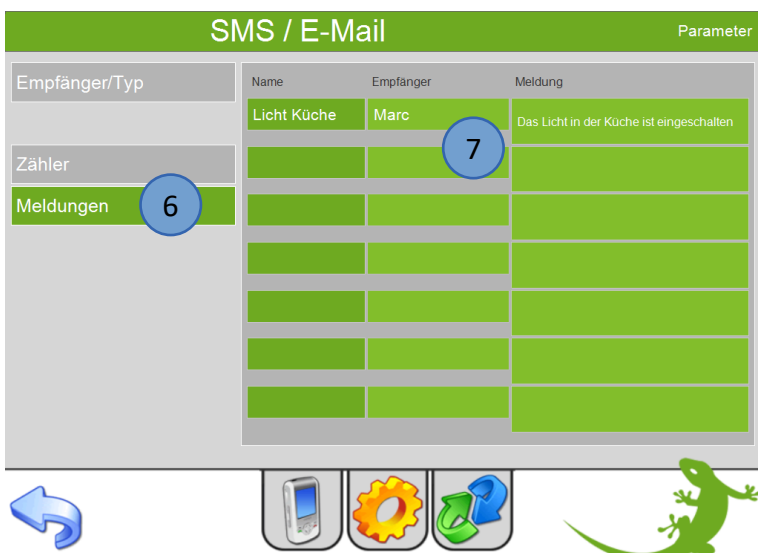 SMS / E-Mail
Parameter
Empfänger/Typ
Zähler
Meldungen
6
Name
Empfänger
Meldung
Licht Küche
Marc
Das Licht in der Küche ist eingeschalten
7